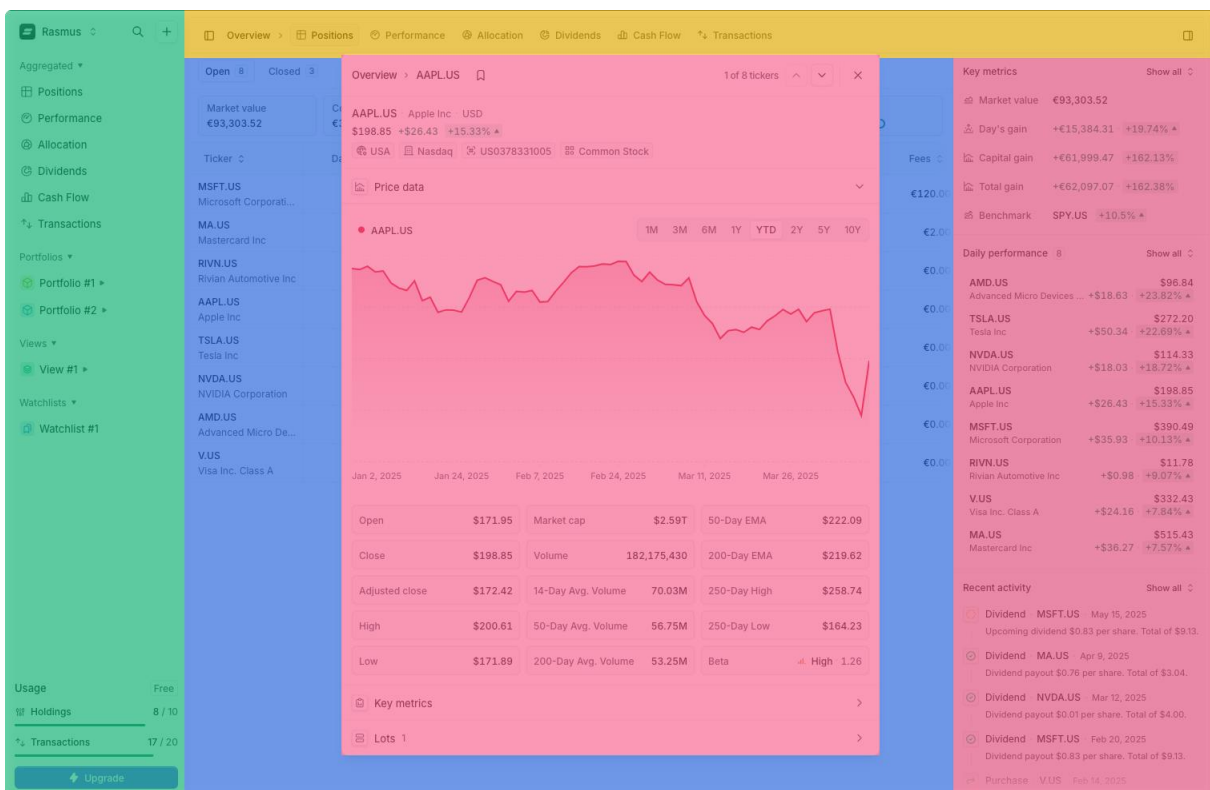 Rasmus
Aggregated
Positions
Performance
Allocation
Dividends
Cash Flow
Transactions
Portfolios
Portfolio #1
Portfolio #2
Views
View #1
Watchlists
Watchlist #1
Usage Free
Holdings 8 / 10
Transactions 17 / 20
Upgrade
Overview › Positions Performance Allocation Dividends Cash Flow Transactions
Open 8 Closed 3
Market value
€93,303.52
Ticker Fees
MSFT.US €120.00
Microsoft Corporati...
MA.US €2.00
Mastercard Inc
RIVN.US €0.00
Rivian Automotive Inc
AAPL.US €0.00
Apple Inc
TSLA.US €0.00
Tesla Inc
NVDA.US €0.00
NVIDIA Corporation
AMD.US €0.00
Advanced Micro De...
V.US €0.00
Visa Inc. Class A
Overview › AAPL.US 1 of 8 tickers
AAPL.US · Apple Inc · USD
$198.85 +$26.43 +15.33%
USA Nasdaq US0378331005 Common Stock
Price data
AAPL.US 1M 3M 6M 1Y YTD 2Y 5Y 10Y
Jan 2, 2025 Jan 24, 2025 Feb 7, 2025 Feb 24, 2025 Mar 11, 2025 Mar 26, 2025
Open $171.95 Market cap $2.59T 50-Day EMA $222.09
Close $198.85 Volume 182,175,430 200-Day EMA $219.62
Adjusted close $172.42 14-Day Avg. Volume 70.03M 250-Day High $258.74
High $200.61 50-Day Avg. Volume 56.75M 250-Day Low $164.23
Low $171.89 200-Day Avg. Volume 53.25M Beta High 1.26
Key metrics
Lots 1
Key metrics Show all
Market value €93,303.52
Day's gain +€15,384.31 +19.74%
Capital gain +€61,999.47 +162.13%
Total gain +€62,097.07 +162.38%
Benchmark SPY.US +10.5%
Daily performance 8 Show all
AMD.US $96.84
Advanced Micro Devices ... +$18.63 +23.82%
TSLA.US $272.20
Tesla Inc +$50.34 +22.69%
NVDA.US $114.33
NVIDIA Corporation +$18.03 +18.72%
AAPL.US $198.85
Apple Inc +$26.43 +15.33%
MSFT.US $390.49
Microsoft Corporation +$35.93 +10.13%
RIVN.US $11.78
Rivian Automotive Inc +$0.98 +9.07%
V.US $332.43
Visa Inc. Class A +$24.16 +7.84%
MA.US $515.43
Mastercard Inc +$36.27 +7.57%
Recent activity Show all
Dividend · MSFT.US · May 15, 2025
Upcoming dividend $0.83 per share. Total of $9.13.
Dividend · MA.US · Apr 9, 2025
Dividend payout $0.76 per share. Total of $3.04.
Dividend · NVDA.US · Mar 12, 2025
Dividend payout $0.01 per share. Total of $4.00.
Dividend · MSFT.US · Feb 20, 2025
Dividend payout $0.83 per share. Total of $9.13.
Purchase · V.US · Feb 14, 2025